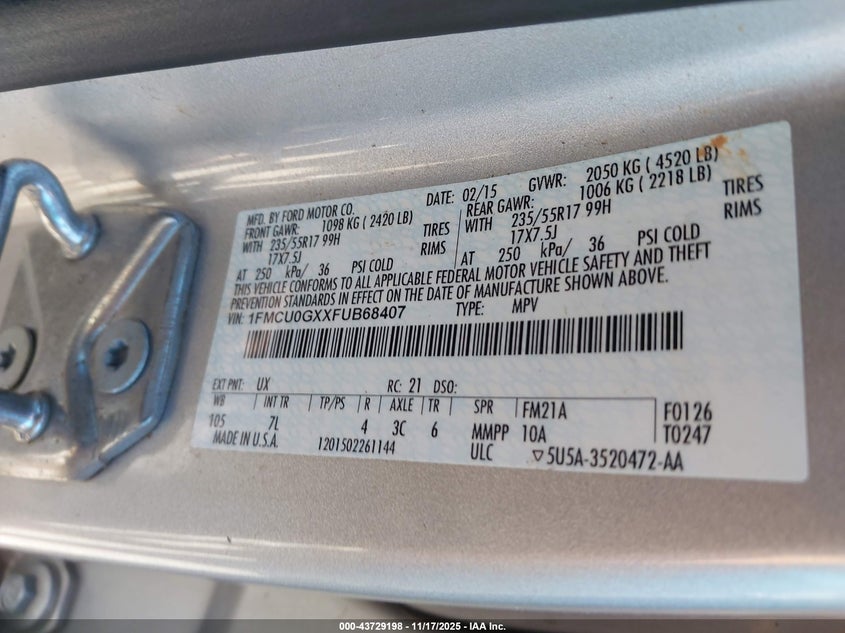 MFD. BY FORD MOTOR CO. DATE: 02/15 GVWR: 2050 KG ( 4520 LB)
FRONT GAWR: 1098 KG ( 2420 LB) REAR GAWR: 1006 KG ( 2218 LB)
WITH 235/55R17 99H TIRES WITH 235/55R17 99H TIRES
17X7.5J RIMS 17X7.5J RIMS
AT 250 kPa/ 36 PSI COLD AT 250 kPa/ 36 PSI COLD
THIS VEHICLE CONFORMS TO ALL APPLICABLE FEDERAL MOTOR VEHICLE SAFETY AND THEFT
PREVENTION STANDARDS IN EFFECT ON THE DATE OF MANUFACTURE SHOWN ABOVE.
VIN: 1FMCU0GXXFUB68407 TYPE: MPV
EXT PNT: UX RC: 21 DSO:
WB INT TR TP/PS R AXLE TR SPR FM21A F0126
105 7L 4 3C 6 MMPP 10A T0247
MADE IN U.S.A. 1201502261144 ULC ▽5U5A-3520472-AA
000-43729198 | 11/17/2025 | IAA Inc.